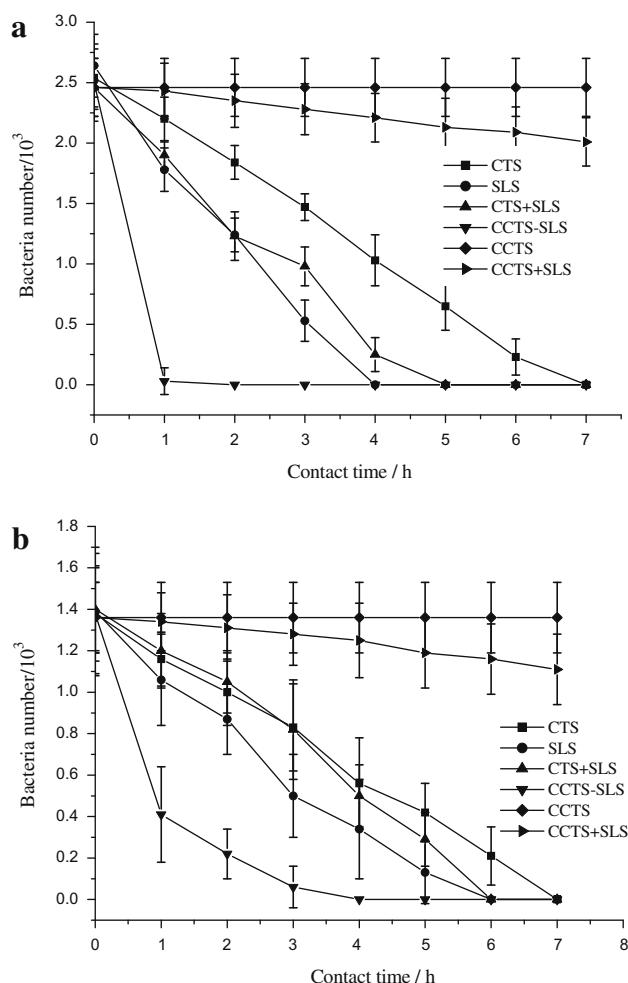 a
3.0
2.5
2.0
1.5
1.0
0.5
0.0
Bacteria number/10³
CTS
SLS
CTS+SLS
CCTS-SLS
CCTS
CCTS+SLS
0 1 2 3 4 5 6 7
Contact time / h
b
1.8
1.6
1.4
1.2
1.0
0.8
0.6
0.4
0.2
0.0
Bacteria number/10³
CTS
SLS
CTS+SLS
CCTS-SLS
CCTS
CCTS+SLS
0 1 2 3 4 5 6 7 8
Contact time / h